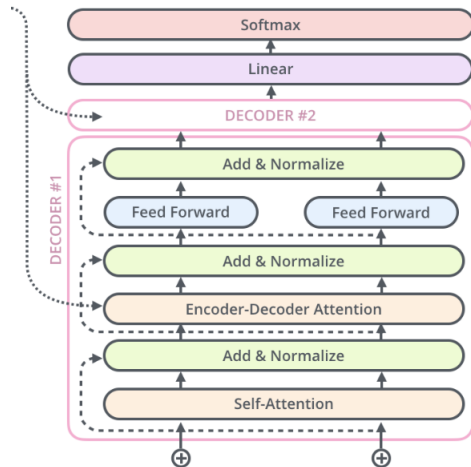 Softmax
Linear
DECODER #2
DECODER #1
Add & Normalize
Feed Forward
Feed Forward
Add & Normalize
Encoder-Decoder Attention
Add & Normalize
Self-Attention